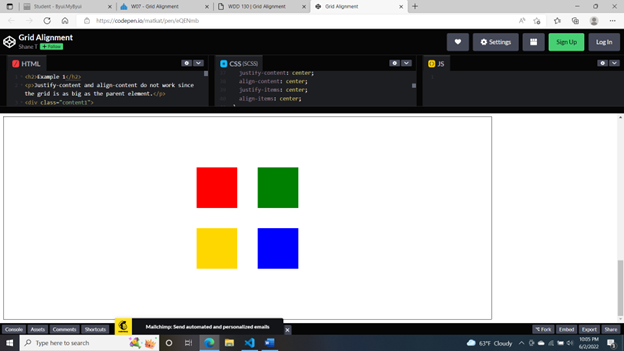 Student - Byui.MyByui
W07 - Grid Alignment
WDD 130 | Grid Alignment
Grid Alignment
https://codepen.io/matkat/pen/
Grid Alignment
Shane T + Follow
Settings
Sign Up
Log In
HTML
CSS (SCSS)
JS
<h2>Example 1</h2>
<p>Justify-content and align-content do not work since
the grid is as big as the parent element.</p>
<div class="content1">
justify-content: center;
align-content: center;
justify-items: center;
align-items: center;
Mailchimp: Send automated and personalized emails
Console Assets Comments Shortcuts
Fork Embed Export Share
Type here to search
63°F Cloudy
10:05 PM
6/2/2022